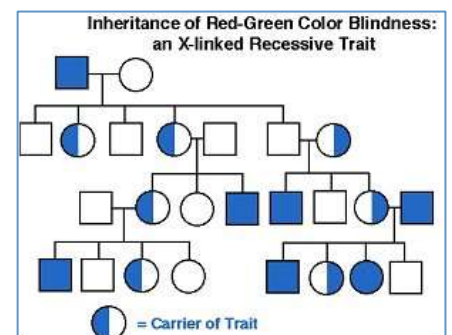 Inheritance of Red-Green Color Blindness:
an X-linked Recessive Trait
= Carrier of Trait